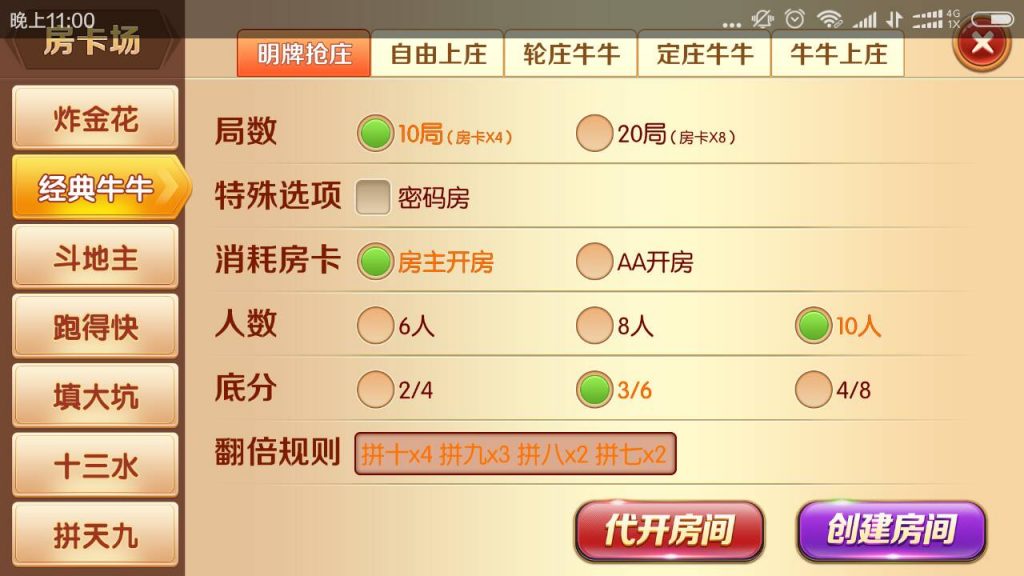 晚上11:00
4G
1X
房卡场
明牌抢庄 自由上庄 轮庄牛牛 定庄牛牛 牛牛上庄
炸金花
经典牛牛
斗地主
跑得快
填大坑
十三水
拼天九
局数 10局(房卡X4) 20局(房卡X8)
特殊选项 密码房
消耗房卡 房主开房 AA开房
人数 6人 8人 10人
底分 2/4 3/6 4/8
翻倍规则 拼十x4 拼九x3 拼八x2 拼七x2
代开房间 创建房间